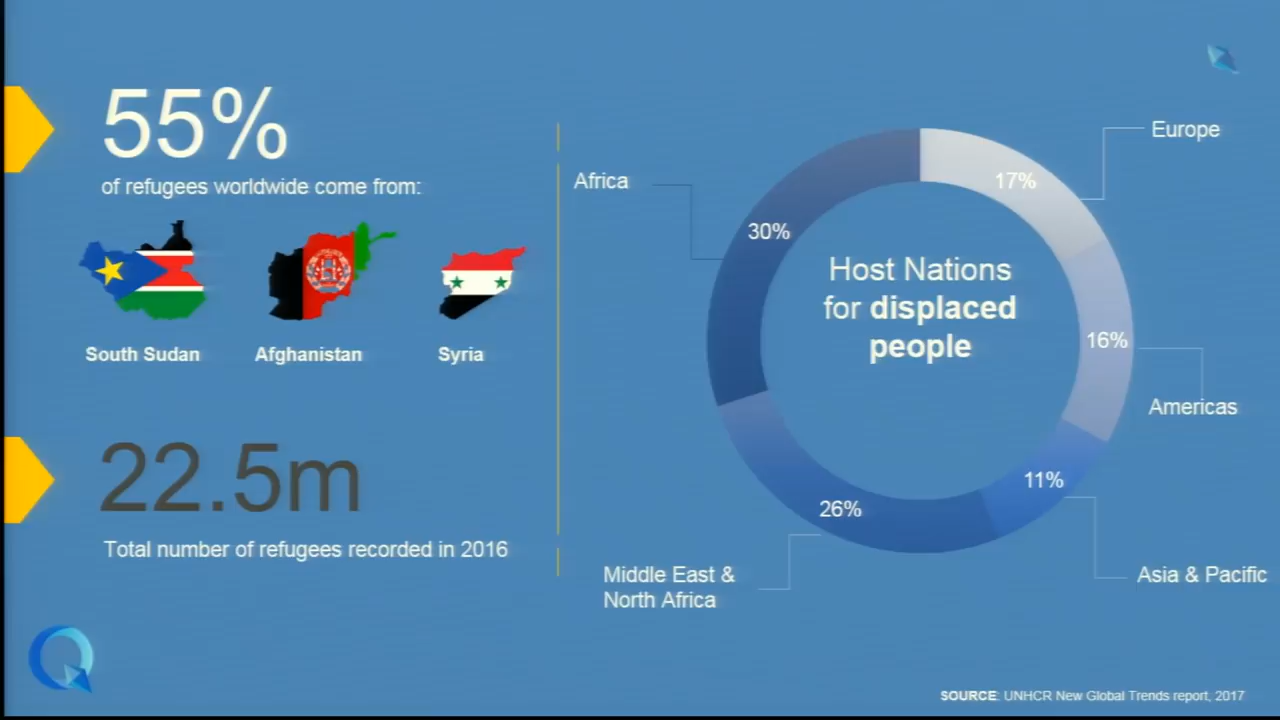 55%
of refugees worldwide come from:
South Sudan
Afghanistan
Syria
22.5m
Total number of refugees recorded in 2016
Host Nations
for displaced
people
Europe
17%
Americas
16%
Asia & Pacific
11%
Middle East &
North Africa
26%
Africa
30%
SOURCE: UNHCR New Global Trends report, 2017